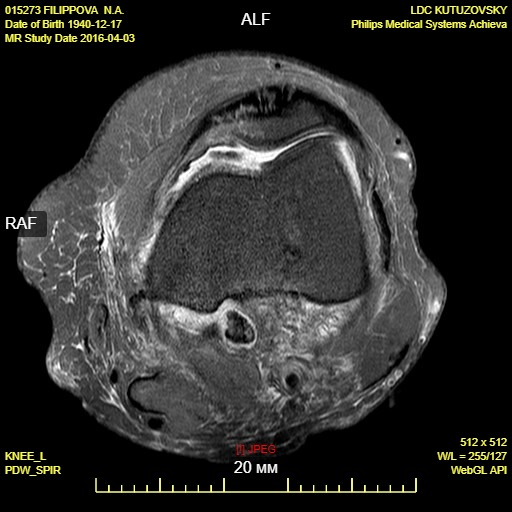 015273 FILIPPOVA N.A.
Date of Birth 1940-12-17
MR Study Date 2016-04-03
ALF
LDC KUTUZOVSKY
Philips Medical Systems Achieva
RAF
KNEE_L
PDW_SPIR
[l] JPEG
20 мм
512 x 512
W/L = 255/127
WebGL API